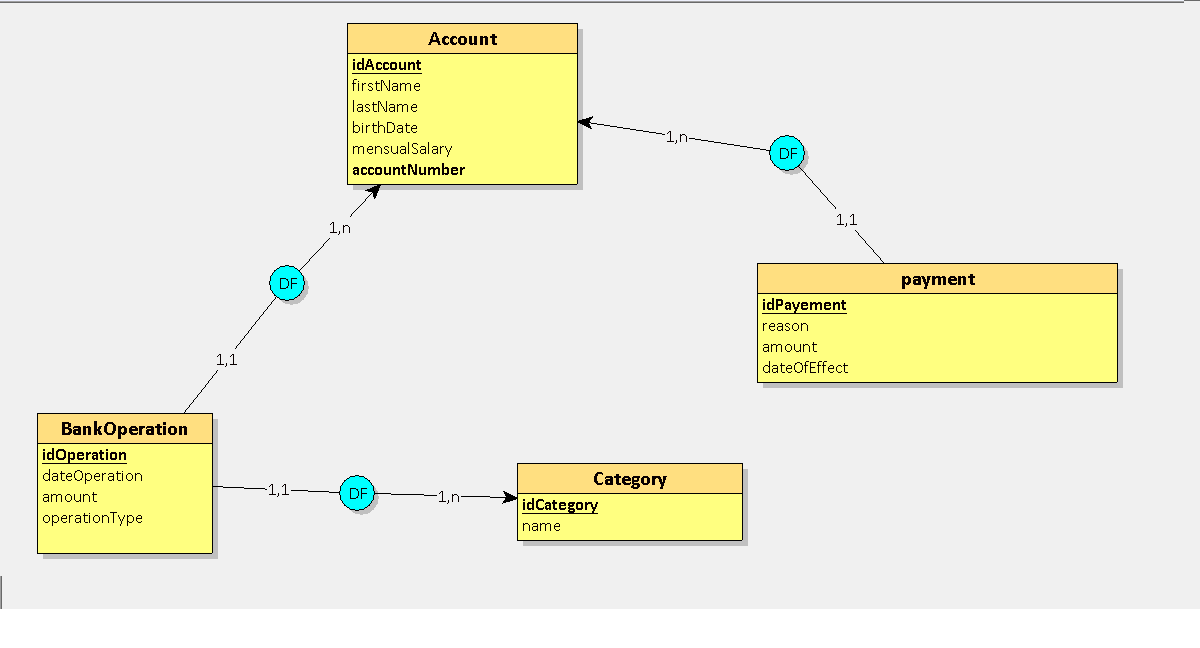 Account
idAccount
firstName
lastName
birthDate
mensualSalary
accountNumber
1,n
DF
1,1
payment
idPayement
reason
amount
dateOfEffect
1,n
DF
1,1
BankOperation
idOperation
dateOperation
amount
operationType
1,1
DF
1,n
Category
idCategory
name